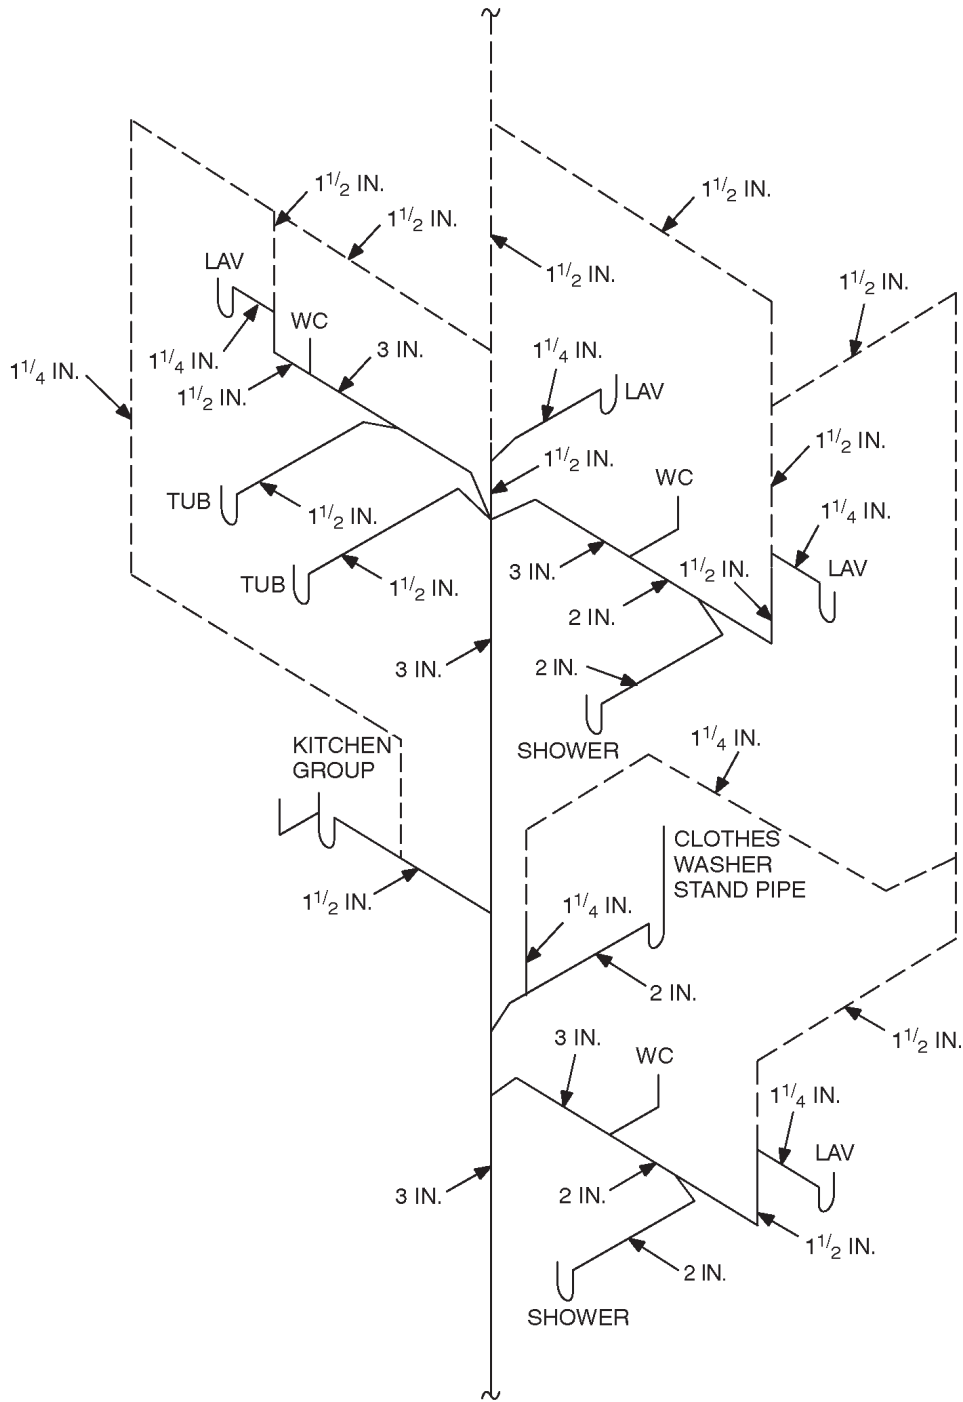 1 1/2 IN.
1 1/2 IN.
1 1/2 IN.
LAV
1 1/2 IN.
1 1/2 IN.
WC
1 1/4 IN.
3 IN.
1 1/4 IN.
1 1/4 IN.
1 1/2 IN.
LAV
1 1/2 IN.
1 1/2 IN.
WC
TUB
1 1/2 IN.
1 1/4 IN.
3 IN.
1 1/2 IN.
LAV
TUB
1 1/2 IN.
2 IN.
3 IN.
2 IN.
SHOWER
1 1/4 IN.
KITCHEN
GROUP
CLOTHES
WASHER
STAND PIPE
1 1/2 IN.
1 1/4 IN.
2 IN.
3 IN.
1 1/2 IN.
WC
1 1/4 IN.
LAV
3 IN.
2 IN.
1 1/2 IN.
2 IN.
SHOWER